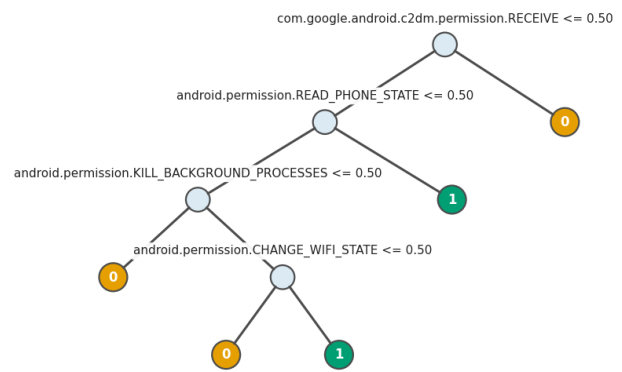 com.google.android.c2dm.permission.RECEIVE <= 0.50
android.permission.READ_PHONE_STATE <= 0.50
0
android.permission.KILL_BACKGROUND_PROCESSES <= 0.50
1
android.permission.CHANGE_WIFI_STATE <= 0.50
0
0
1